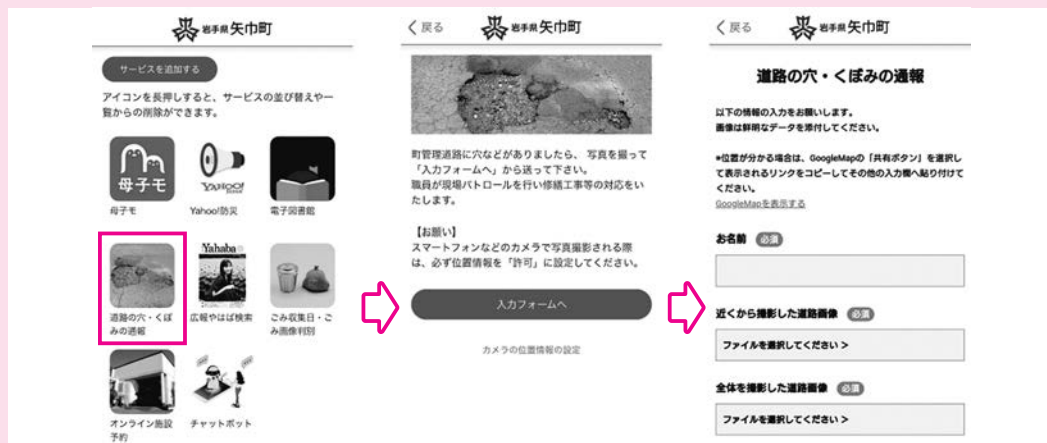 岩手県 矢巾町
サービスを追加する
アイコンを長押しすると、サービスの並び替えや一
覧からの削除ができます。
母子モ
YAHOO!
母子モ
Yahoo!防災
電子図書館
Yahaba
道路の穴・くぼ
みの通報
広報やはば検索
ごみ収集日・ご
み画像判別
オンライン施設
予約
チャットボット
く 戻る
岩手県 矢巾町
町管理道路に穴などがありましたら、 写真を撮って
「入力フォームへ」から送って下さい。
職員が現場パトロールを行い修繕工事等の対応をい
たします。
【お願い】
スマートフォンなどのカメラで写真撮影される際
は、必ず位置情報を「許可」に設定してください。
入力フォームへ
カメラの位置情報の設定
く 戻る
岩手県 矢巾町
道路の穴・くぼみの通報
以下の情報の入力をお願いします。
画像は鮮明なデータを添付してください。
*位置が分かる場合は、GoogleMapの「共有ボタン」を選択し
て表示されるリンクをコピーしてその他の入力欄へ貼り付けて
ください。
GoogleMapを表示する
お名前 必須
近くから撮影した道路画像 必須
ファイルを選択してください >
全体を撮影した道路画像 必須
ファイルを選択してください >